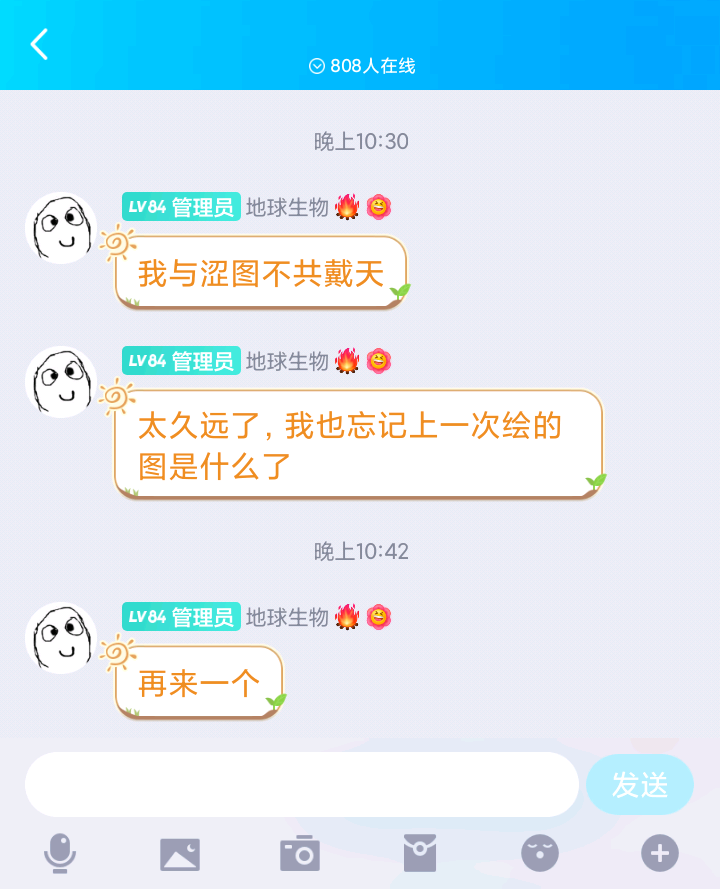 808人在线
晚上10:30
LV84 管理员 地球生物
我与涩图不共戴天
LV84 管理员 地球生物
太久远了,我也忘记上一次绘的
图是什么了
晚上10:42
LV84 管理员 地球生物
再来一个
发送